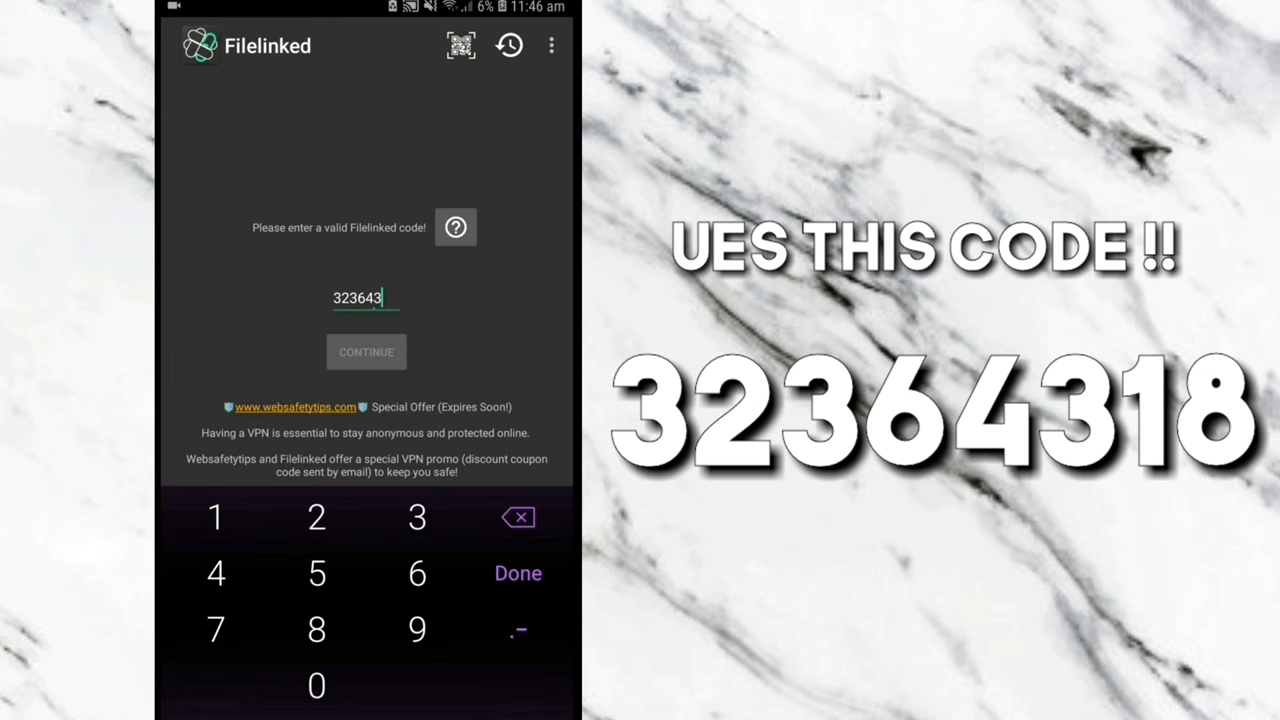 6% 11:46 am
Filelinked
Please enter a valid Filelinked code!
323643
CONTINUE
www.websafetytips.com Special Offer (Expires Soon!)
Having a VPN is essential to stay anonymous and protected online.
Websafetytips and Filelinked offer a special VPN promo (discount coupon
code sent by email) to keep you safe!
1 2 3
4 5 6 Done
7 8 9 .-
0
UES THIS CODE !!
32364318